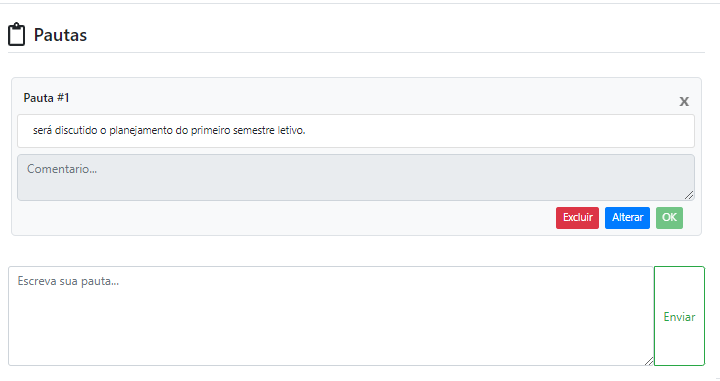 Pautas
Pauta #1
x
será discutido o planejamento do primeiro semestre letivo.
Comentario...
Excluir Alterar OK
Escreva sua pauta...
Enviar